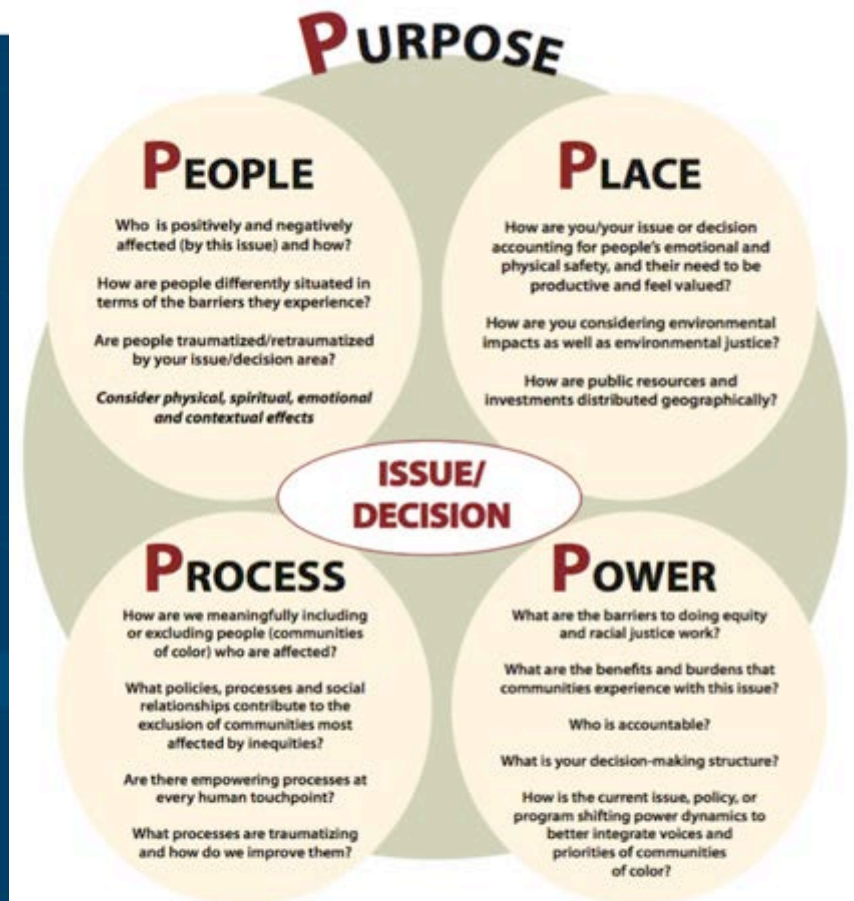 PURPOSE
PEOPLE
Who is positively and negatively
affected (by this issue) and how?
How are people differently situated in
terms of the barriers they experience?
Are people traumatized/retraumatized
by your issue/decision area?
Consider physical, spiritual, emotional
and contextual effects
PLACE
How are you/your issue or decision
accounting for people's emotional and
physical safety, and their need to be
productive and feel valued?
How are you considering environmental
impacts as well as environmental justice?
How are public resources and
investments distributed geographically?
ISSUE/
DECISION
PROCESS
How are we meaningfully including
or excluding people (communities
of color) who are affected?
What policies, processes and social
relationships contribute to the
exclusion of communities most
affected by inequities?
Are there empowering processes at
every human touchpoint?
What processes are traumatizing
and how do we improve them?
POWER
What are the barriers to doing equity
and racial justice work?
What are the benefits and burdens that
communities experience with this issue?
Who is accountable?
What is your decision-making structure?
How is the current issue, policy, or
program shifting power dynamics to
better integrate voices and
priorities of communities
of color?